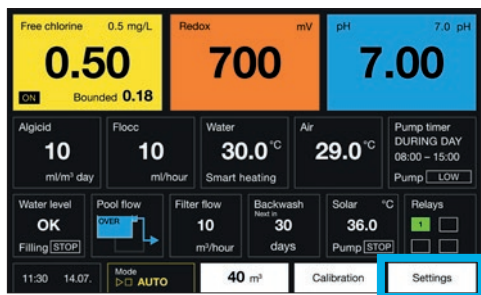 Free chlorine 0.5 mg/L
0.50
ON Bounded 0.18
Redox mV
700
pH 7.0 pH
7.00
Algicid
10
ml/m³ day
Flocc
10
ml/hour
Water
30.0°C
Smart heating
Air
29.0°C
Pump timer
DURING DAY
08:00 – 15:00
Pump LOW
Water level
OK
Filling STOP
Pool flow
OVER
Filter flow
10
m³/hour
Backwash
Next in
30
days
Solar °C
36.0
Pump STOP
Relays
1
11:30 14.07.
Mode
AUTO
40 m³
Calibration
Settings